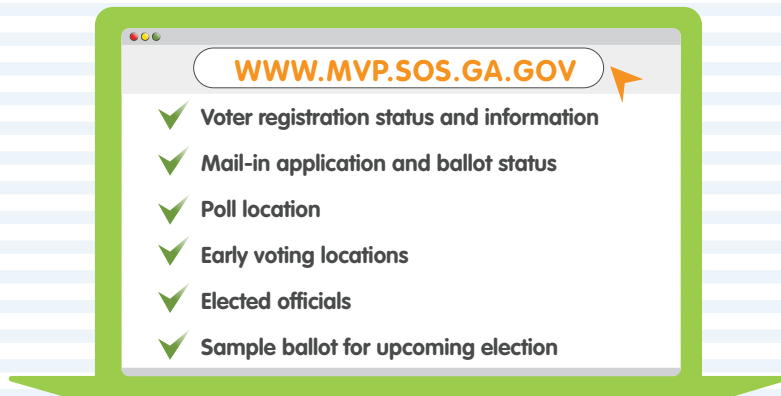 WWW.MVP.SOS.GA.GOV
Voter registration status and information
Mail-in application and ballot status
Poll location
Early voting locations
Elected officials
Sample ballot for upcoming election